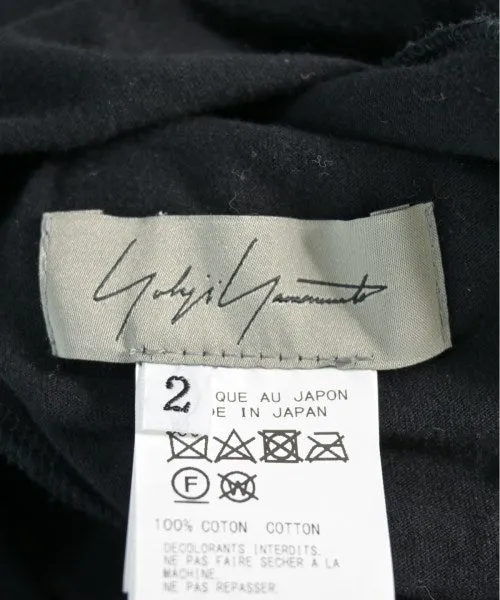 Yohji Yamamoto
2
QUE AU JAPON
DE IN JAPAN
F
W
100% COTON COTTON
DECOLORANTS INTERDITS.
NE PAS FAIRE SECHER A LA
MACHINE.
NE PAS REPASSER.